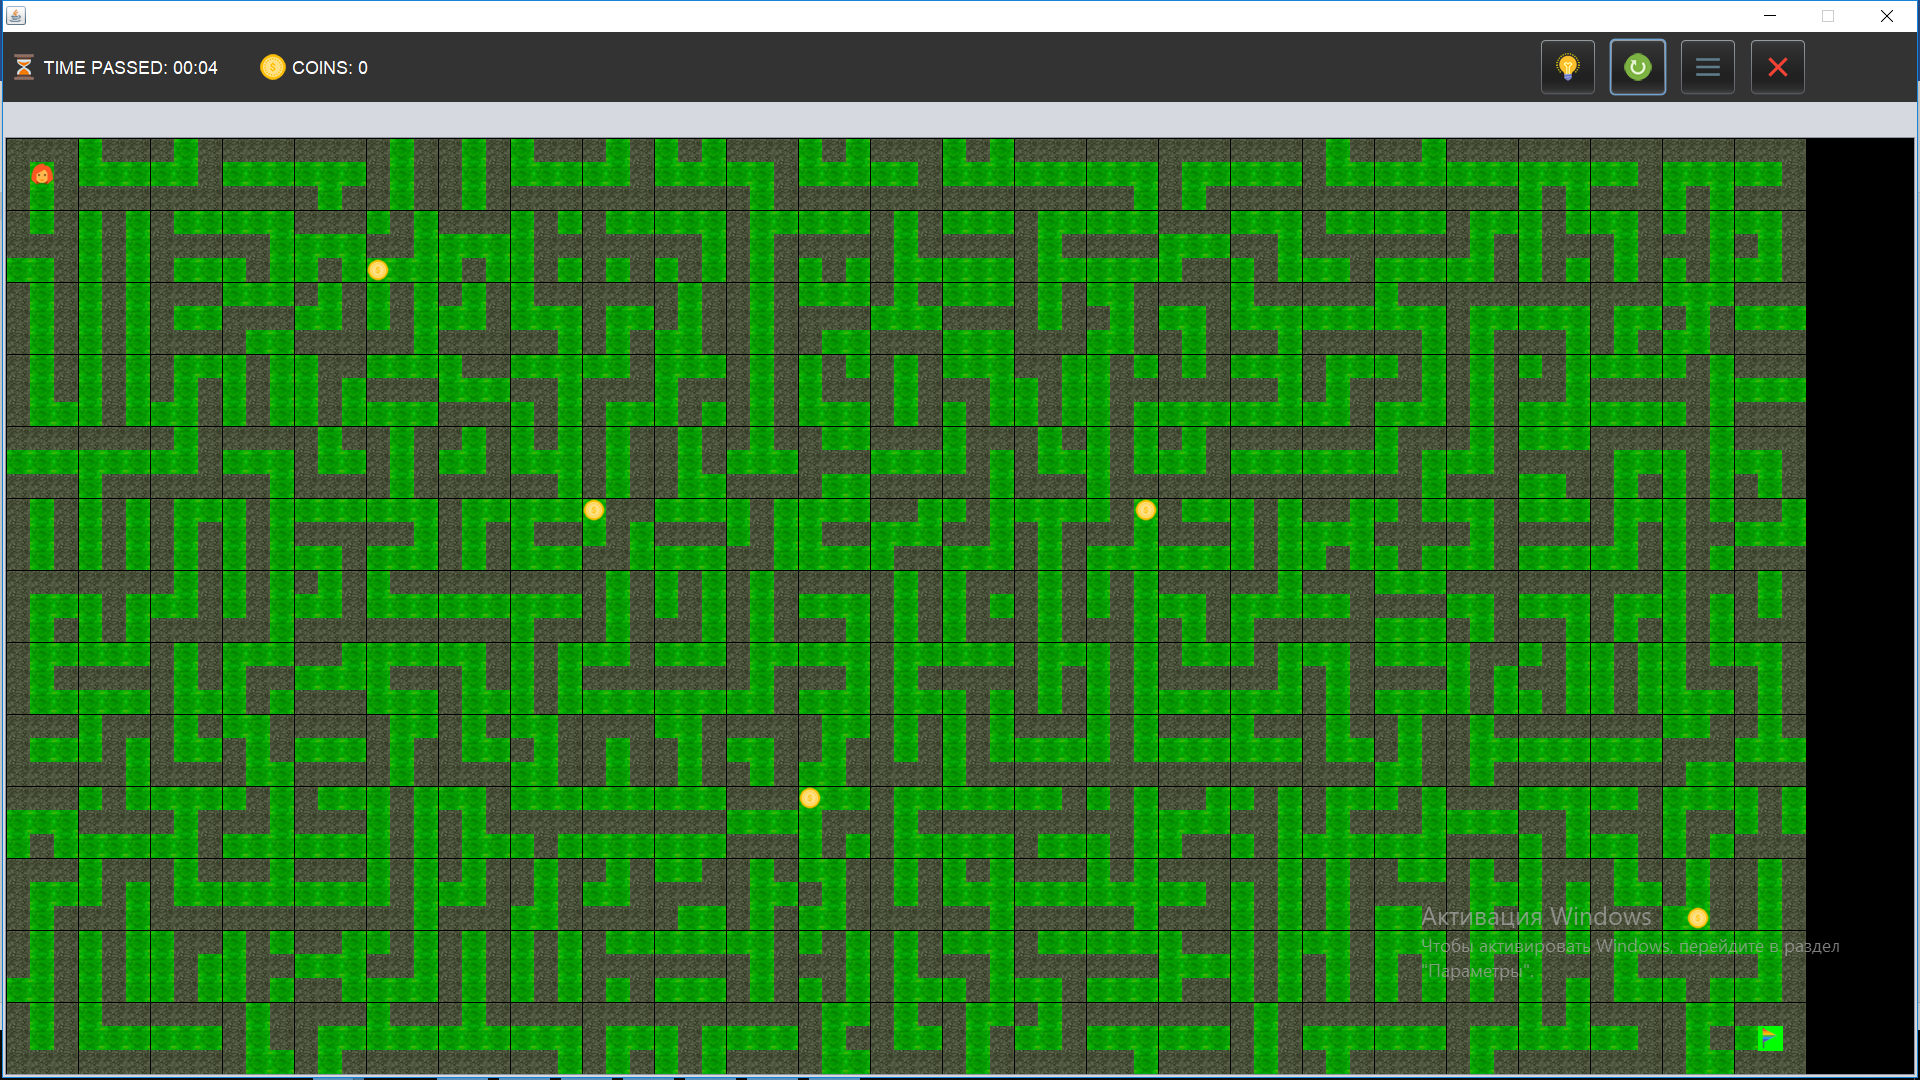 TIME PASSED: 00:04
COINS: 0
Активация Windows
Чтобы активировать Windows, перейдите в раздел
"Параметры".